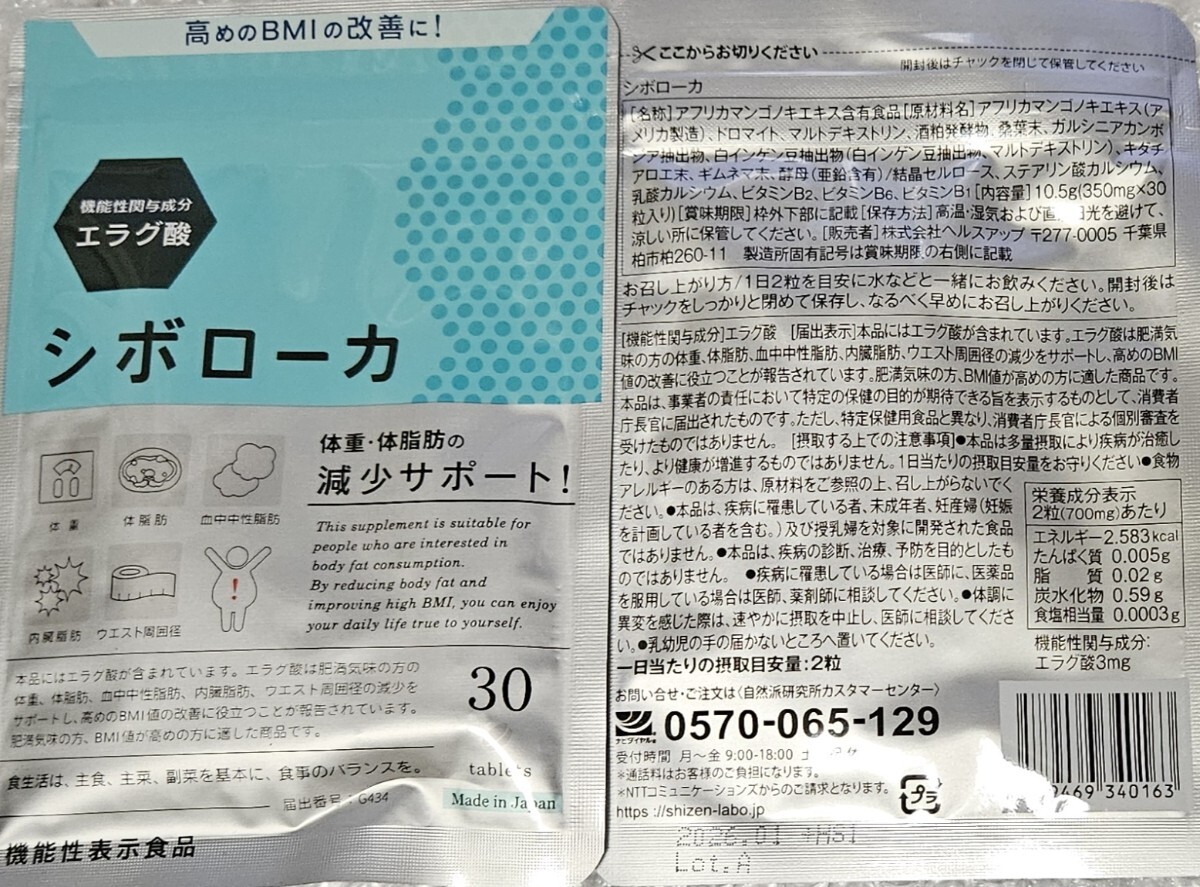 高めのBMIの改善に!
機能性関与成分
エラグ酸
シボローカ
体重・体脂肪の
減少サポート!
体重
体脂肪
血中中性脂肪
内臓脂肪
ウエスト周囲径
This supplement is suitable for
people who are interested in
body fat consumption.
By reducing body fat and
improving high BMI, you can enjoy
your daily life true to yourself.
本品にはエラグ酸が含まれています。エラグ酸は肥満気味の方の
体重、体脂肪、血中中性脂肪、内臓脂肪、ウエスト周囲径の減少を
サポートし、高めのBMI値の改善に役立つことが報告されています。
肥満気味の方、BMI値が高めの方に適した商品です。
30
tablets
食生活は、主食、主菜、副菜を基本に、食事のバランスを。
届出番号:G434
Made in Japan
機能性表示食品
ここからお切りください
開封後はチャックを閉じて保管してください
シボローカ
[名称]アフリカマンゴノキエキス含有食品[原材料名]アフリカマンゴノキエキス(ア
メリカ製造)、ドロマイト、マルトデキストリン、酒粕発酵物、桑葉末、ガルシニアカンボ
ジア抽出物、白インゲン豆抽出物(白インゲン豆抽出物、マルトデキストリン)、キダチ
アロエ末、ギムネマ末、酵母(亜鉛含有)/結晶セルロース、ステアリン酸カルシウム、
乳酸カルシウム、ビタミンB2、ビタミンB6、ビタミンB1[内容量]10.5g(350mg×30
粒入り)[賞味期限]枠外下部に記載[保存方法]高温・湿気および直 日光を避けて、
涼しい所に保管してください。[販売者]株式会社ヘルスアップ 〒277-0005 千葉県
柏市柏260-11 製造所固有記号は賞味期限の右側に記載
お召し上がり方/1日2粒を目安に水などと一緒にお飲みください。開封後は
チャックをしっかりと閉めて保存し、なるべく早めにお召し上がりください。
[機能性関与成分]エラグ酸 [届出表示]本品にはエラグ酸が含まれています。エラグ酸は肥満気
味の方の体重、体脂肪、血中中性脂肪、内臓脂肪、ウエスト周囲径の減少をサポートし、高めのBMI
値の改善に役立つことが報告されています。肥満気味の方、BMI値が高めの方に適した商品です。
本品は、事業者の責任において特定の保健の目的が期待できる旨を表示するものとして、消費者
庁長官に届出されたものです。ただし、特定保健用食品と異なり、消費者庁長官による個別審査を
受けたものではありません。 [摂取する上での注意事項]●本品は多量摂取により疾病が治癒し
たり、より健康が増進するものではありません。1日当たりの摂取目安量をお守りください●食物
アレルギーのある方は、原材料をご参照の上、召し上がらないでく
ださい。●本品は、疾病に罹患している者、未成年者、妊産婦(妊娠
を計画している者を含む。)及び授乳婦を対象に開発された食品
ではありません。●本品は、疾病の診断、治療、予防を目的としたも
のではありません。 ●疾病に罹患している場合は医師に、医薬品
を服用している場合は医師、薬剤師に相談してください。●体調に
異変を感じた際は、速やかに摂取を中止し、医師に相談してくださ
い。●乳幼児の手の届かないところへ置いてください。
一日当たりの摂取目安量:2粒
栄養成分表示
2粒(700mg)あたり
エネルギー2.583kcal
たんぱく質 0.005g
脂 質 0.02g
炭水化物 0.59g
食塩相当量 0.0003g
機能性関与成分:
エラグ酸3mg
お問い合せ・ご注文は〈自然派研究所カスタマーセンター〉
ナビダイヤル
0570-065-129
受付時間 月~金 9:00-18:00 土
*通話料はお客様のご負担になります。
*NTTコミュニケーションズからのご請求となります。
https://shizen-labo.jp
プラ
9469 340163
2026.01 +HS1
Lot.A